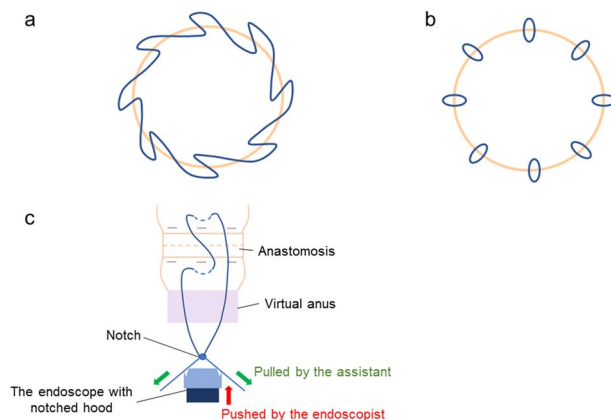 a
b
c
Anastomosis
Virtual anus
Notch
Pulled by the assistant
The endoscope with
notched hood
Pushed by the endoscopist